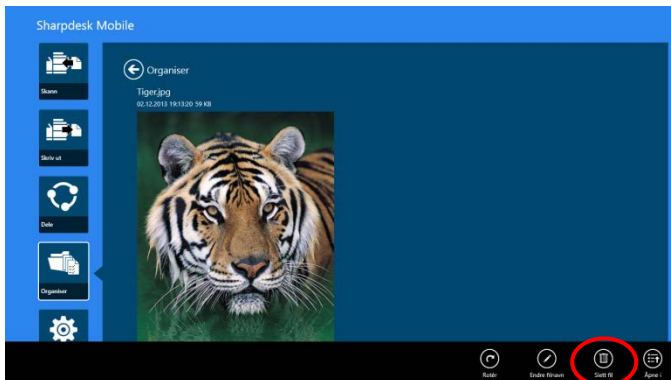 Sharpdesk Mobile
Skann
Skriv ut
Dele
Organiser
Organiser
Tiger.jpg
02.12.2013 19:13:20 59 KB
Rotér
Endre filnavn
Slett fil
Åpne i